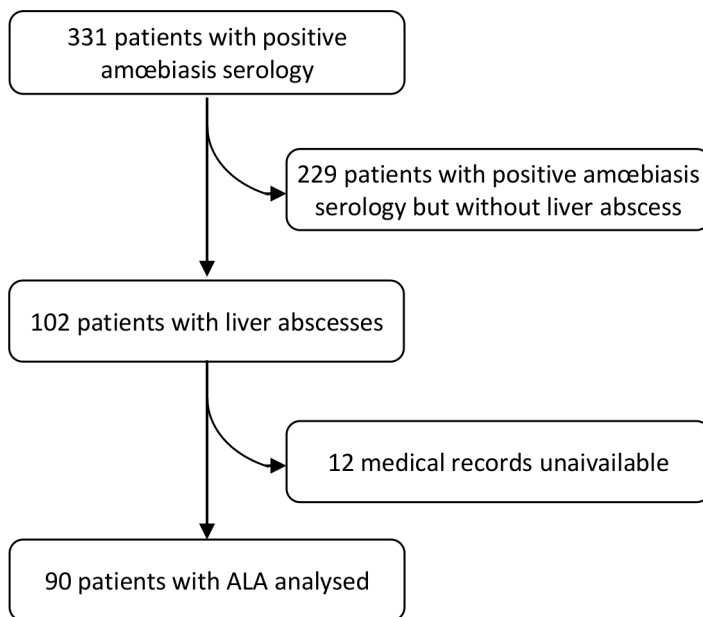 331 patients with positive
amœbiasis serology
229 patients with positive amœbiasis
serology but without liver abscess
102 patients with liver abscesses
12 medical records unaivailable
90 patients with ALA analysed